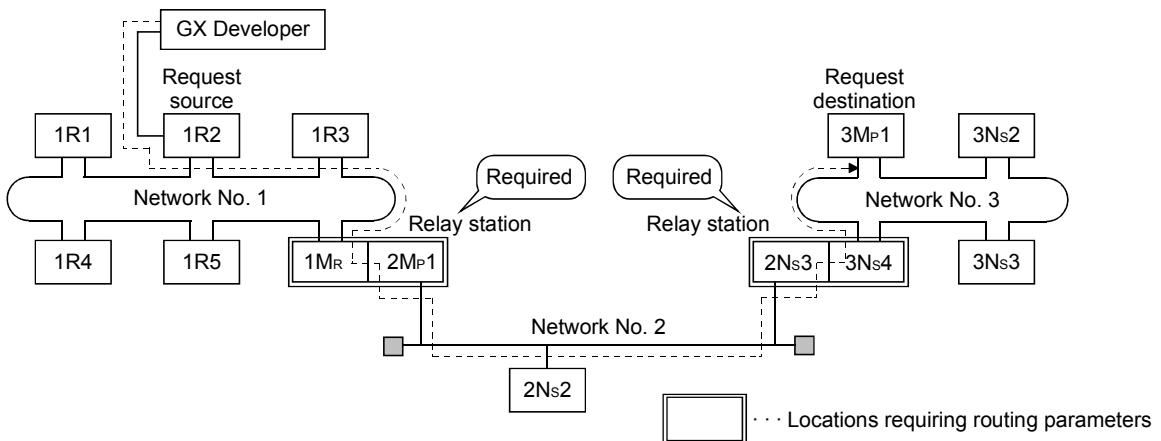 GX Developer
Request
source
Request
destination
1R1
1R2
1R3
3MP1
3NS2
Required
Required
Network No. 1
Network No. 3
Relay station
Relay station
1R4
1R5
1MR
2MP1
2NS3
3NS4
3NS3
Network No. 2
2NS2
··· Locations requiring routing parameters